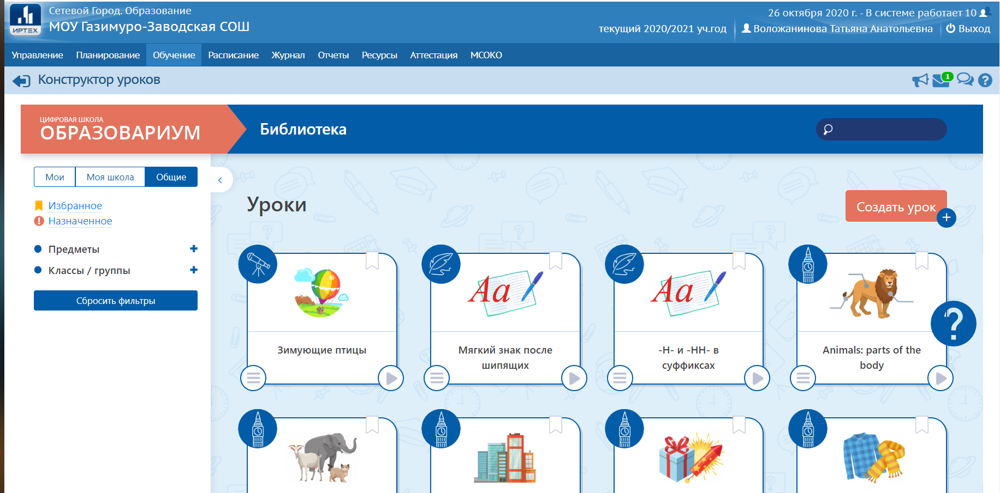 Сетевой Город. Образование
МОУ Газимуро-Заводская СОШ
ИРТЕХ
26 октября 2020 г. - В системе работает 10
текущий 2020/2021 уч.год
Воложанинова Татьяна Анатольевна
Выход
Управление Планирование Обучение Расписание Журнал Отчеты Ресурсы Аттестация МСОКО
Конструктор уроков
1
?
ЦИФРОВАЯ ШКОЛА
ОБРАЗОВАРИУМ
Библиотека
Мои Моя школа Общие
Избранное
Назначенное
Предметы +
Классы / группы +
Сбросить фильтры
Уроки
Создать урок
+
Aa
Aa
?
Зимующие птицы
Мягкий знак после
шипящих
-Н- и -НН- в
суффиксах
Animals: parts of the
body